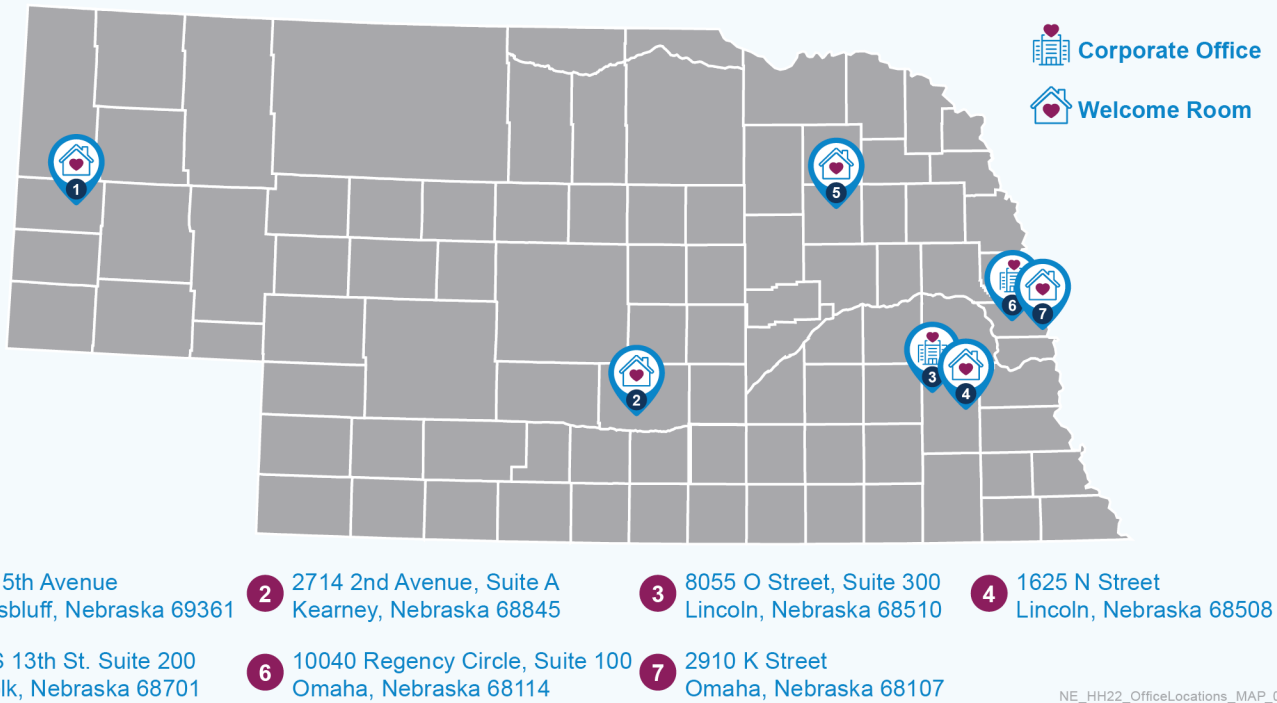 Corporate Office
Welcome Room
1
5
6
7
2
3
4
5th Avenue
sbluff, Nebraska 69361
2
2714 2nd Avenue, Suite A
Kearney, Nebraska 68845
3
8055 O Street, Suite 300
Lincoln, Nebraska 68510
4
1625 N Street
Lincoln, Nebraska 68508
S 13th St. Suite 200
lk, Nebraska 68701
6
10040 Regency Circle, Suite 100
Omaha, Nebraska 68114
7
2910 K Street
Omaha, Nebraska 68107
NE_HH22_OfficeLocations_MAP_0